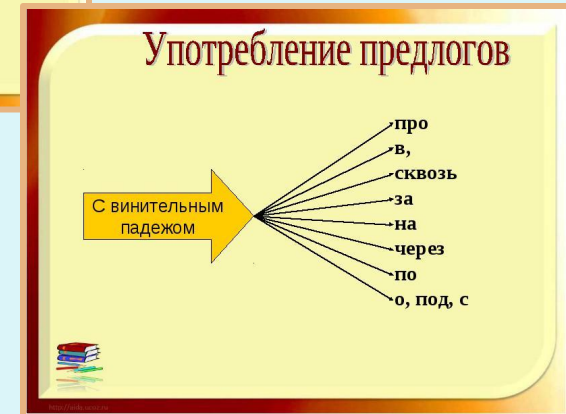 Употребление предлогов
С винительным
падежом
про
в,
сквозь
за
на
через
по
о, под, с